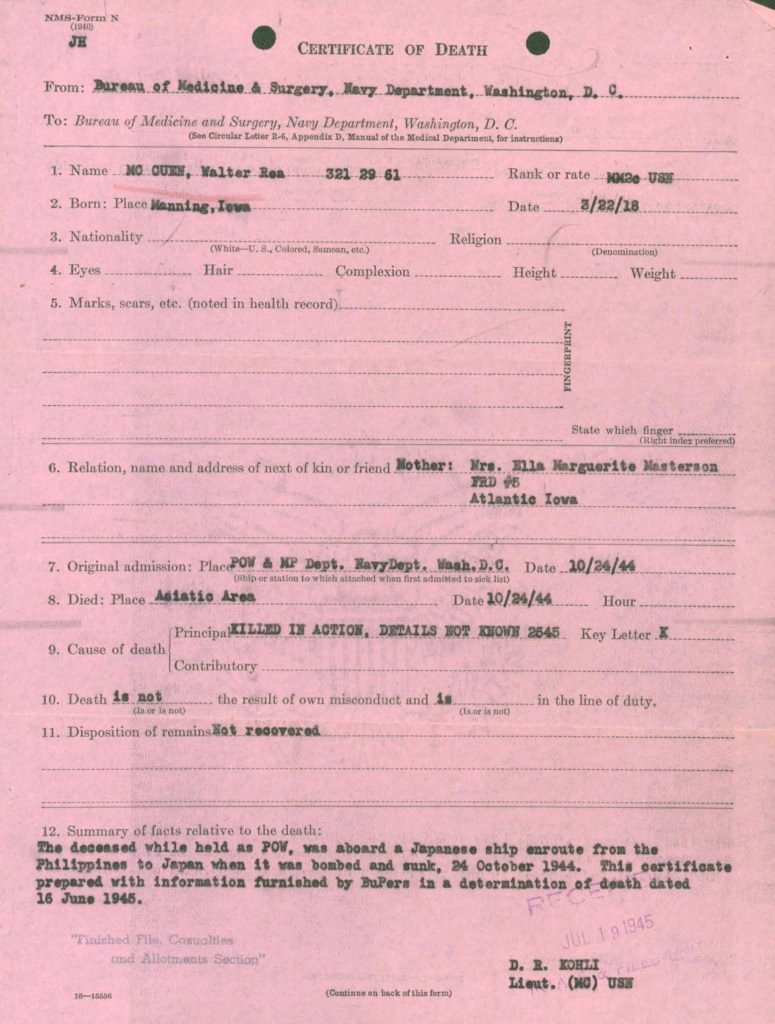 NMS-Form N
(1940)
JH
CERTIFICATE OF DEATH
From: Bureau of Medicine & Surgery, Navy Department, Washington, D. C.
To: Bureau of Medicine and Surgery, Navy Department, Washington, D. C.
(See Circular Letter R-6, Appendix D, Manual of the Medical Department, for instructions)
1. Name MC CUEN, Walter Rea 321 29 61 Rank or rate MM2c USN
2. Born: Place Manning, Iowa Date 3/22/18
3. Nationality Religion
(White—U. S., Colored, Samoan, etc.) (Denomination)
4. Eyes Hair Complexion Height Weight
5. Marks, scars, etc. (noted in health record)
FINGERPRINT
State which finger
(Right index preferred)
6. Relation, name and address of next of kin or friend Mother: Mrs. Ella Marguerite Masterson
FRD #5
Atlantic Iowa
7. Original admission: Place POW & MP Dept. NavyDept. Wash.D.C. Date 10/24/44
(Ship or station to which attached when first admitted to sick list)
8. Died: Place Asiatic Area Date 10/24/44 Hour
9. Cause of death
Principal KILLED IN ACTION, DETAILS NOT KNOWN 2545 Key Letter K
Contributory
10. Death is not the result of own misconduct and is in the line of duty.
(Is or is not) (Is or is not)
11. Disposition of remains Not recovered
12. Summary of facts relative to the death:
The deceased while held as POW, was aboard a Japanese ship enroute from the
Philippines to Japan when it was bombed and sunk, 24 October 1944. This certificate
prepared with information furnished by BuPers in a determination of death dated
16 June 1945.
JUL 19 1945
"Finished File, Casualties
and Allotments Section"
D. R. KOHLI
Lieut. (MC) USN
16—15556
(Continue on back of this form)